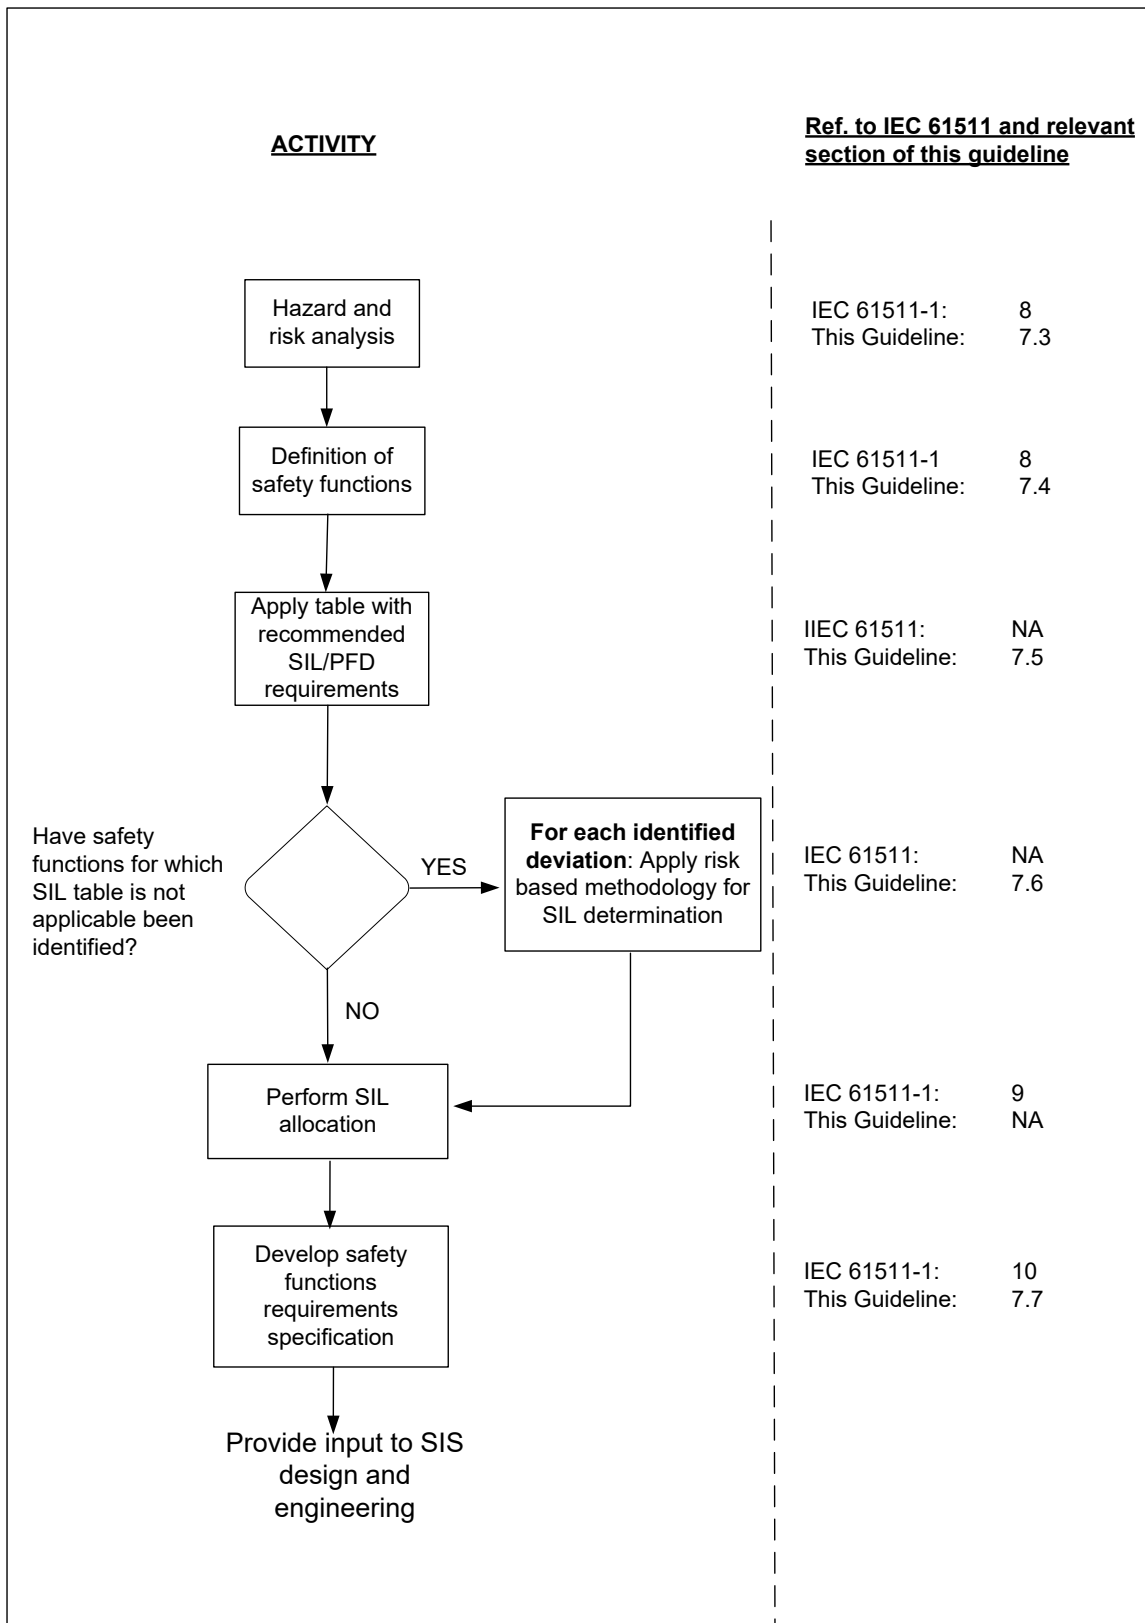 ACTIVITY
Ref. to IEC 61511 and relevant
section of this guideline
Hazard and
risk analysis
IEC 61511-1: 8
This Guideline: 7.3
Definition of
safety functions
IEC 61511-1 8
This Guideline: 7.4
Apply table with
recommended
SIL/PFD
requirements
IIEC 61511: NA
This Guideline: 7.5
Have safety
functions for which
SIL table is not
applicable been
identified?
YES
For each identified
deviation: Apply risk
based methodology for
SIL determination
IEC 61511: NA
This Guideline: 7.6
NO
Perform SIL
allocation
IEC 61511-1: 9
This Guideline: NA
Develop safety
functions
requirements
specification
IEC 61511-1: 10
This Guideline: 7.7
Provide input to SIS
design and
engineering